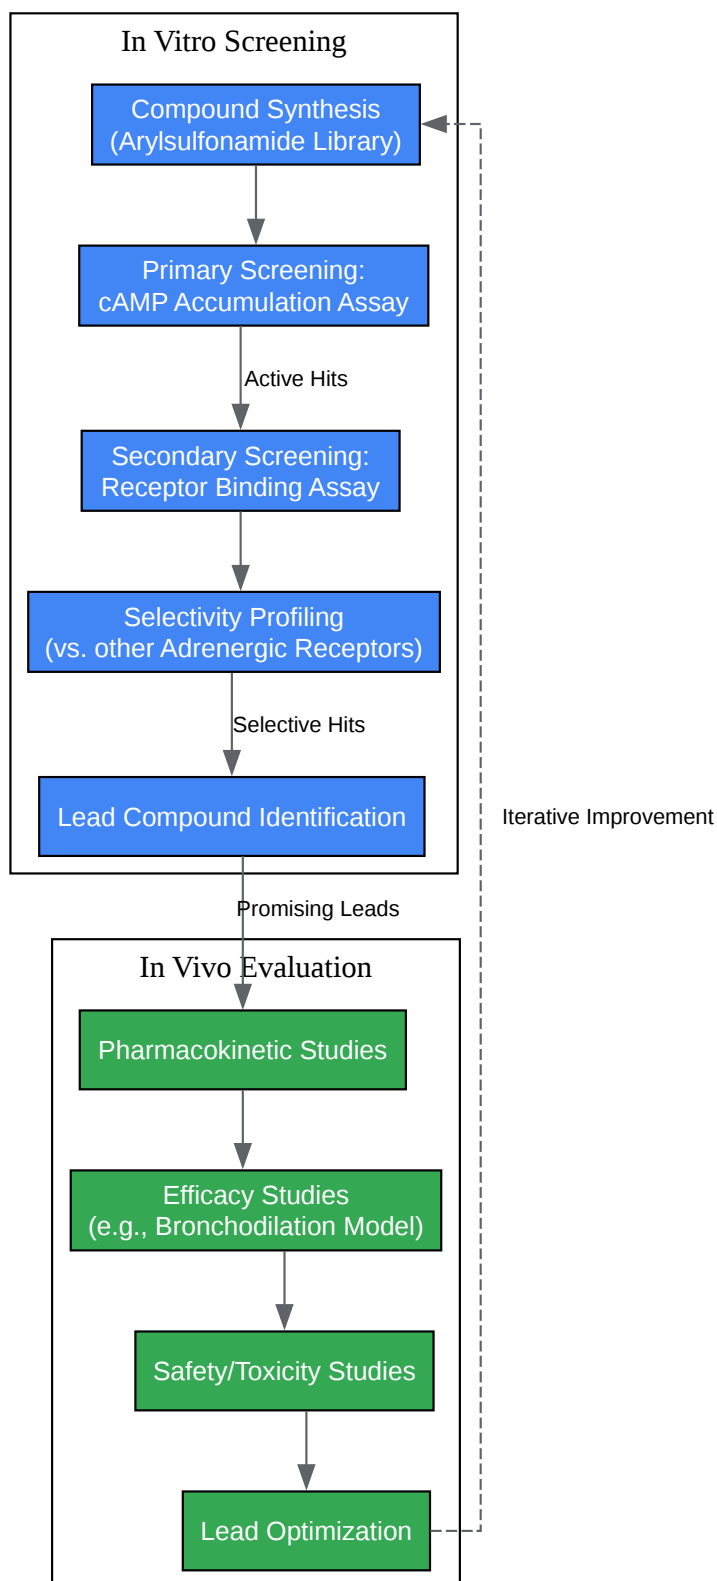 In Vitro Screening
Compound Synthesis
(Arylsulfonamide Library)
Primary Screening:
cAMP Accumulation Assay
Active Hits
Secondary Screening:
Receptor Binding Assay
Selectivity Profiling
(vs. other Adrenergic Receptors)
Selective Hits
Lead Compound Identification
Iterative Improvement
Promising Leads
In Vivo Evaluation
Pharmacokinetic Studies
Efficacy Studies
(e.g., Bronchodilation Model)
Safety/Toxicity Studies
Lead Optimization